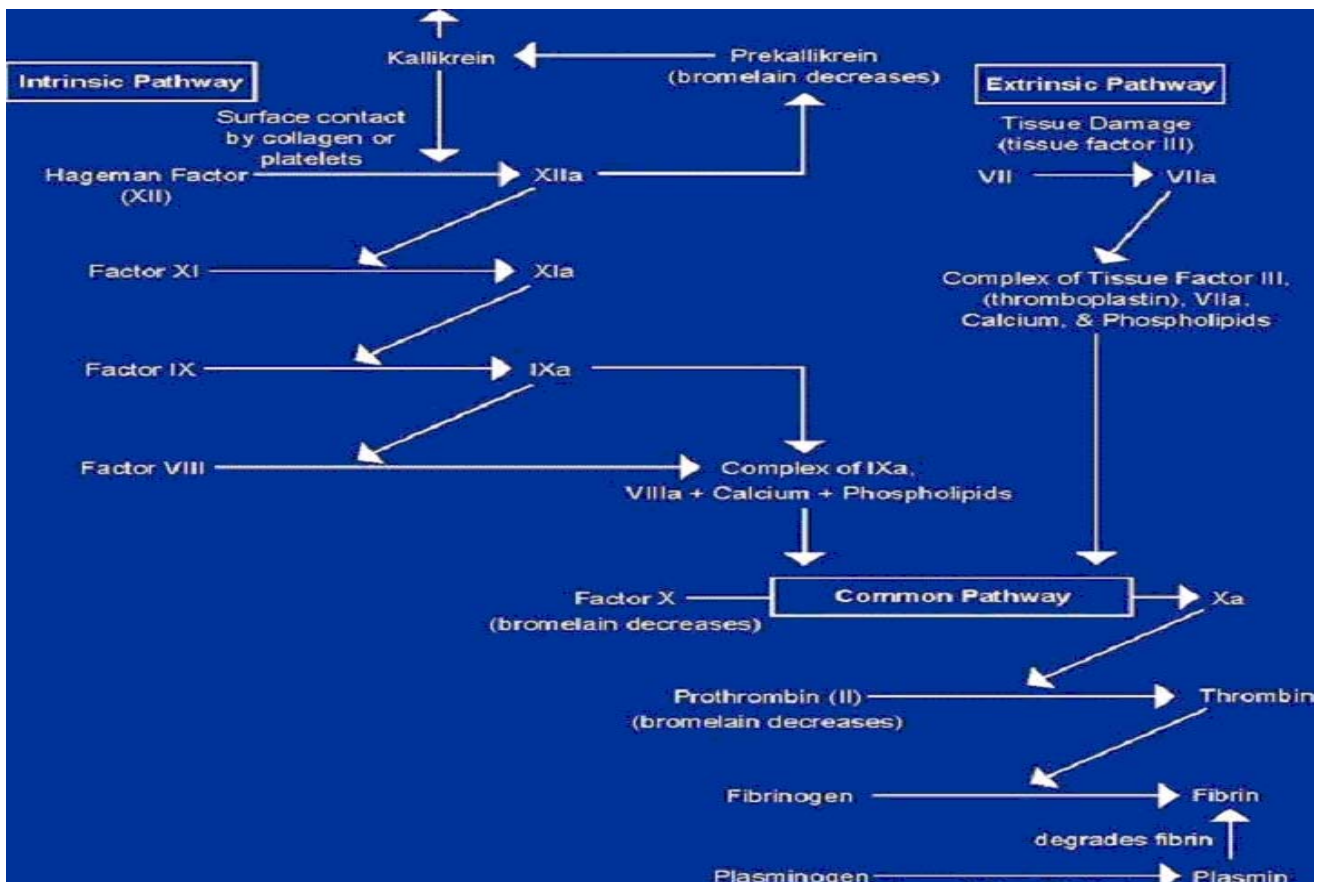 Kallikrein
Prekallikrein
(bromelain decreases)
Intrinsic Pathway
Extrinsic Pathway
Surface contact
by collagen or
platelets
Tissue Damage
(tissue factor III)
Hageman Factor
(XII)
XIIa
VII
VIIa
Factor XI
XIa
Complex of Tissue Factor III,
(thromboplastin), VIIa,
Calcium, & Phospholipids
Factor IX
IXa
Factor VIII
Complex of IXa,
VIIIa + Calcium + Phospholipids
Factor X
(bromelain decreases)
Common Pathway
Xa
Prothrombin (II)
(bromelain decreases)
Thrombin
Fibrinogen
Fibrin
degrades fibrin
Plasminogen
Plasmin